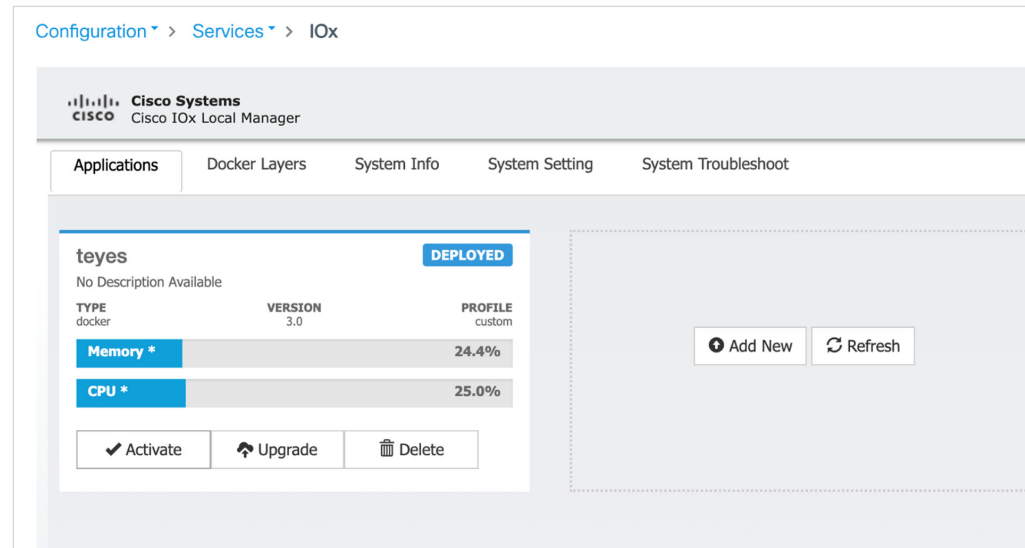 Configuration > Services > IOx
Cisco Systems
CISCO Cisco IOx Local Manager
Applications Docker Layers System Info System Setting System Troubleshoot
teyes DEPLOYED
No Description Available
TYPE VERSION PROFILE
docker 3.0 custom
Memory * 24.4%
CPU * 25.0%
Activate Upgrade Delete
Add New Refresh